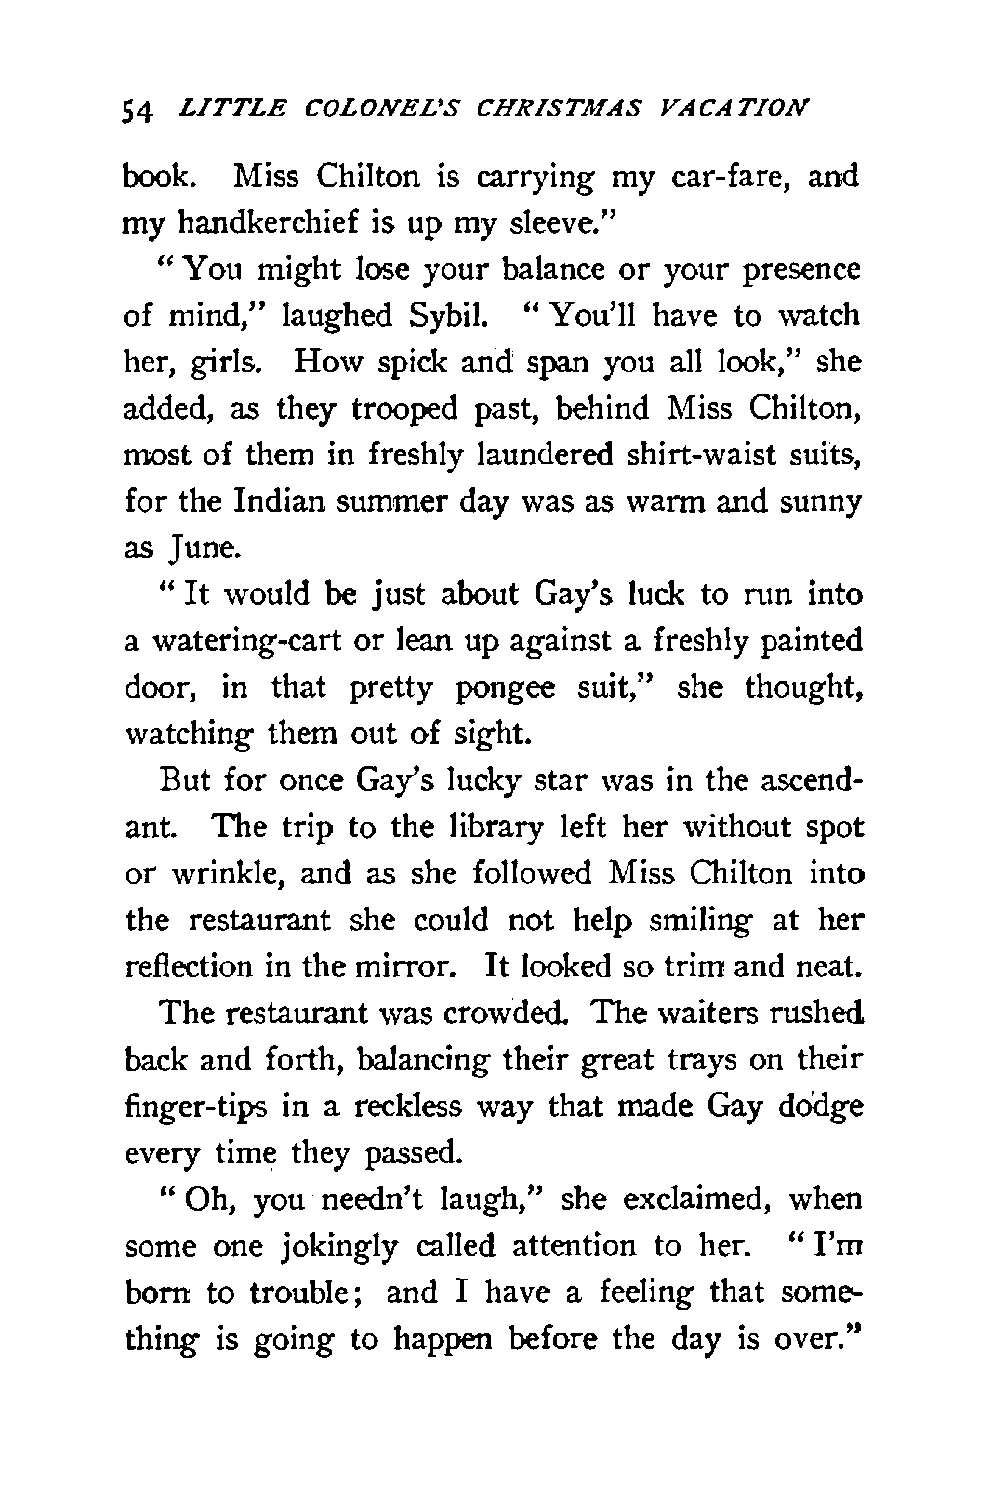 54 LITTLE COLONEL'S CHRISTMAS VACATION
book. Miss Chilton is carrying my car-fare, and
my handkerchief is up my sleeve."
" You might lose your balance or your presence
of mind," laughed Sybil. " You'll have to watch
her, girls. How spick and span you all look," she
added, as they trooped past, behind Miss Chilton,
most of them in freshly laundered shirt-waist suits,
for the Indian summer day was as warm and sunny
as June.
" It would be just about Gay's luck to run into
a watering-cart or lean up against a freshly painted
door, in that pretty pongee suit," she thought,
watching them out of sight.
But for once Gay's lucky star was in the ascend-
ant. The trip to the library left her without spot
or wrinkle, and as she followed Miss Chilton into
the restaurant she could not help smiling at her
reflection in the mirror. It looked so trim and neat.
The restaurant was crowded. The waiters rushed
back and forth, balancing their great trays on their
finger-tips in a reckless way that made Gay dodge
every time they passed.
" Oh, you needn't laugh," she exclaimed, when
some one jokingly called attention to her. " I'm
born to trouble; and I have a feeling that some-
thing is going to happen before the day is over."